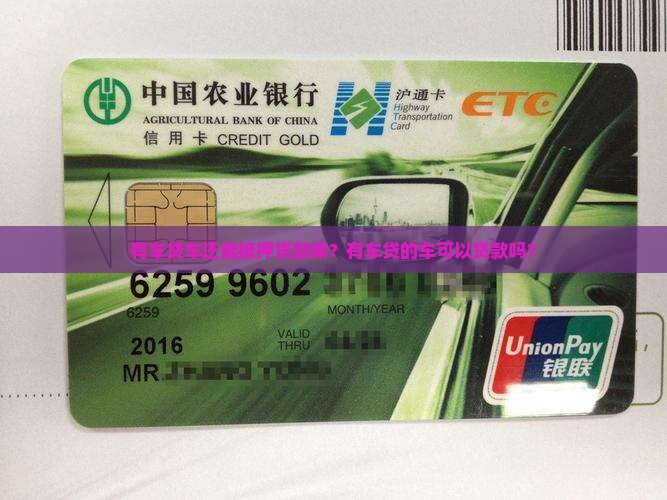 中国农业银行
AGRICULTURAL BANK OF CHINA
信用卡 CREDIT GOLD
沪通卡
Highway
Transportation
Card
ETC
有车贷车还能抵押贷款嘛？有车贷的车可以贷款吗？
6259 9602
6259
MONTH/YEAR
2016
VALID
THRU
MR
UnionPay
银联